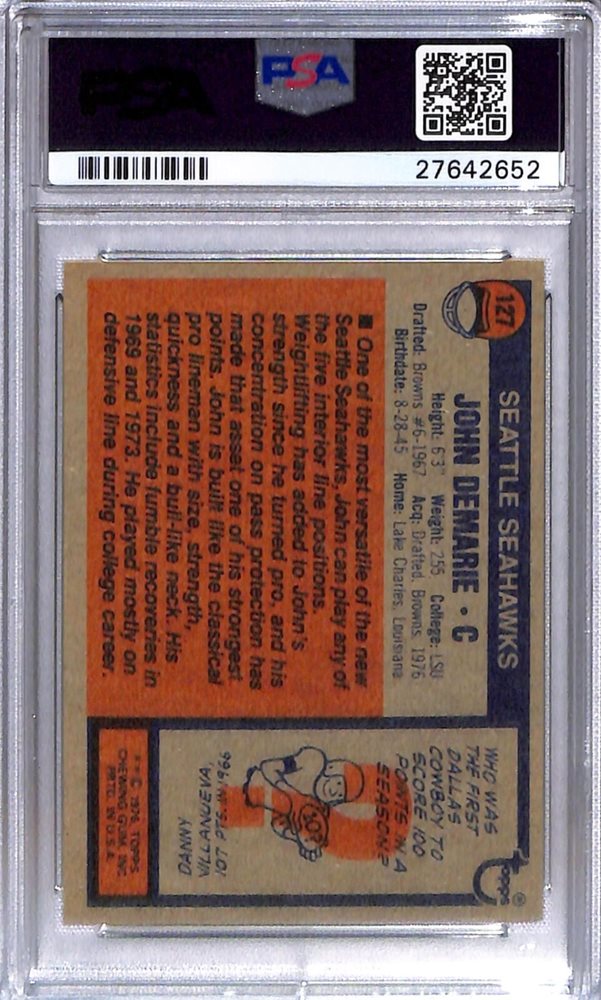 PSA
PSA
27642652
127
SEATTLE SEAHAWKS
JOHN DEMARIE • C
Height: 6'3" Weight: 255 College: LSU
Drafted: Browns #6-1967 Acq: Drafted, Browns, 1976
Birthdate: 8-28-45 Home: Lake Charles, Louisiana
■ One of the most versatile of the new
Seattle Seahawks, John can play any of
the five interior line positions.
Weightlifting has added to John's
strength since he turned pro, and his
concentration on pass protection has
made that asset one of his strongest
points. John is built like the classical
pro lineman with size, strength,
quickness and a bull-like neck. His
statistics include fumble recoveries in
1969 and 1973. He played mostly on
defensive line during college career.
Topps ®
WHO WAS
THE FIRST
DALLAS
COWBOY TO
SCORE 100
POINTS IN A
SEASON?
107
DANNY
VILLANUEVA,
107 PTS. IN 1966
* * © 1976 TOPPS
CHEWING GUM, INC.
PRTD. IN U.S.A.